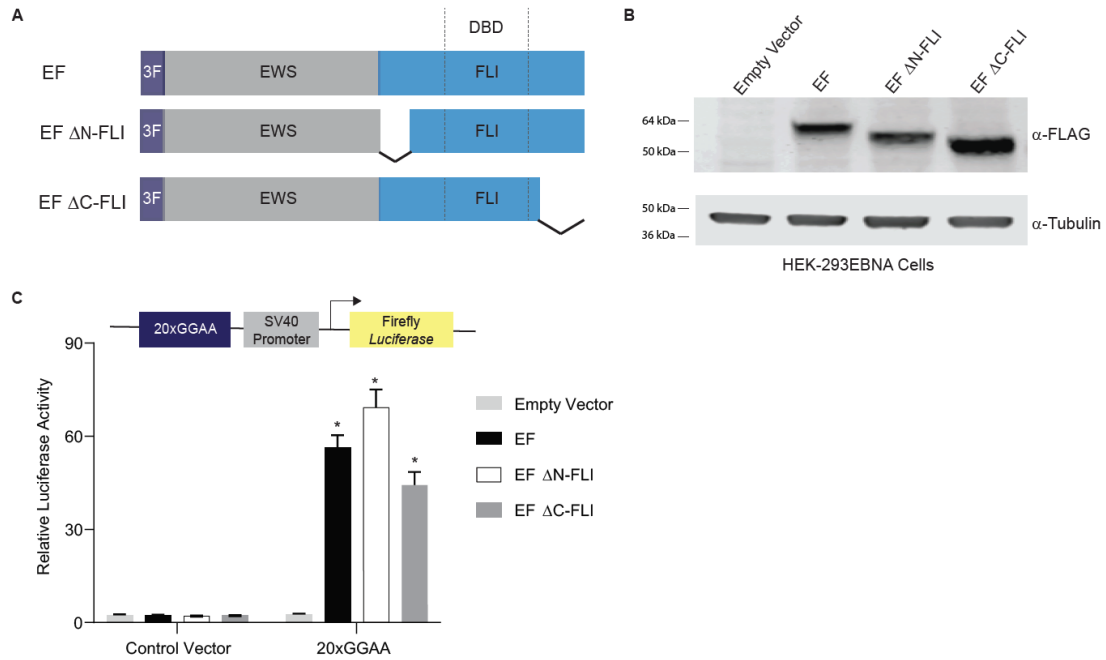 A
DBD
EF
3F
EWS
FLI
EF ΔN-FLI
3F
EWS
FLI
EF ΔC-FLI
3F
EWS
FLI
B
Empty Vector
EF
EF ΔN-FLI
EF ΔC-FLI
64 kDa
50 kDa
α-FLAG
50 kDa
36 kDa
α-Tubulin
HEK-293EBNA Cells
C
20xGGAA
SV40
Promoter
Firefly
Luciferase
Relative Luciferase Activity
90
60
30
0
*
*
*
Control Vector
20xGGAA
Empty Vector
EF
EF ΔN-FLI
EF ΔC-FLI